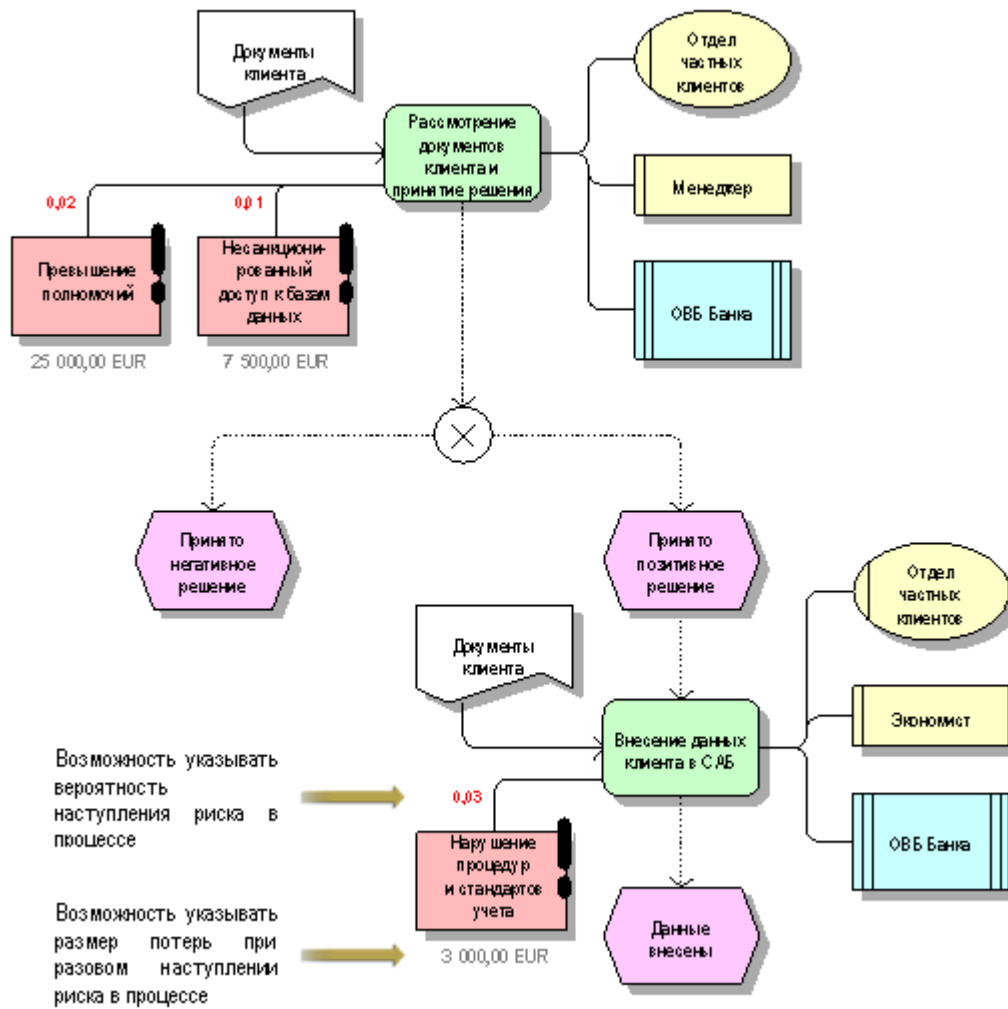 Документы
клиента
Отдел
частных
клиентов
Рассмотрение
документов
клиента и
принятие решения
Менеджер
0,02
0,01
Превышение
полномочий
Несанкциони-
рованный
доступ к базам
данных
ОВБ Банка
25 000,00 EUR
7 500,00 EUR
Принято
негативное
решение
Принято
позитивное
решение
Отдел
частных
клиентов
Документы
клиента
Экономист
Внесение данных
клиента в САБ
Возможность указывать
вероятность
наступления риска в
процессе
0,03
Нарушение
процедур
и стандартов
учета
ОВБ Банка
Возможность указывать
размер потерь при
разовом наступлении
риска в процессе
3 000,00 EUR
Данные
внесены